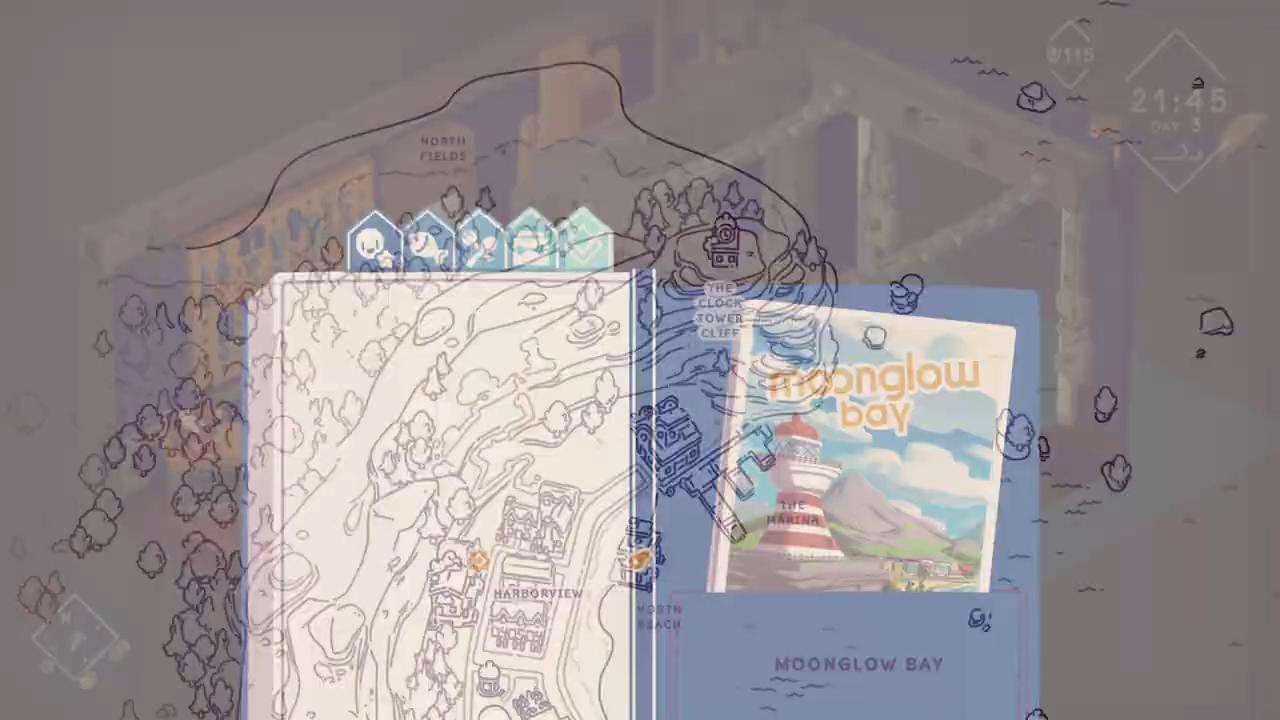 /115
21:45
DAY 3
NORTH
FIELDS
THE
CLOCK
TOWER
CLIFF
moonglow
bay
THE
MARINA
HARBORVIEW
NORTH
BEACH
MOONGLOW BAY